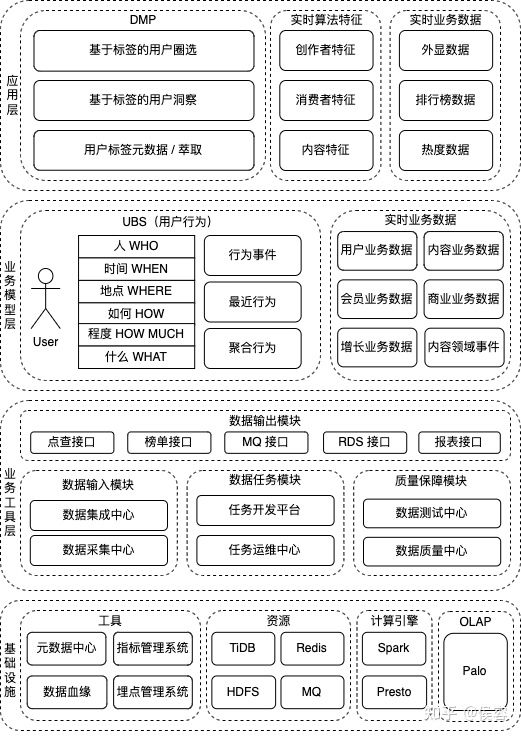 应用层
DMP
基于标签的用户圈选
基于标签的用户洞察
用户标签元数据 / 萃取
实时算法特征
创作者特征
消费者特征
内容特征
实时业务数据
外显数据
排行榜数据
热度数据
业务模型层
UBS（用户行为）
User
人 WHO
时间 WHEN
地点 WHERE
如何 HOW
程度 HOW MUCH
什么 WHAT
行为事件
最近行为
聚合行为
实时业务数据
用户业务数据
内容业务数据
会员业务数据
商业业务数据
增长业务数据
内容领域事件
业务工具层
数据输出模块
点查接口
榜单接口
MQ 接口
RDS 接口
报表接口
数据输入模块
数据集成中心
数据采集中心
数据任务模块
任务开发平台
任务运维中心
质量保障模块
数据测试中心
数据质量中心
基础设施
工具
元数据中心
指标管理系统
数据血缘
埋点管理系统
资源
TiDB
Redis
HDFS
MQ
计算引擎
Spark
Presto
OLAP
Palo
知乎 @侯容